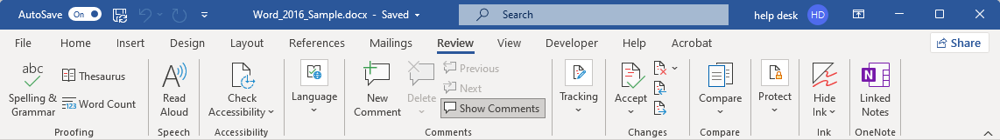 AutoSave On Word_2016_Sample.docx - Saved Search help desk HD
File Home Insert Design Layout References Mailings Review View Developer Help Acrobat Share
abc
Spelling &
Grammar
Thesaurus
123 Word Count
Proofing
Read
Aloud
Speech
Check
Accessibility
Accessibility
Language
New
Comment
Delete
Previous
Next
Show Comments
Comments
Tracking
Accept
Changes
Compare
Compare
Protect
Hide
Ink
Ink
N
Linked
Notes
OneNote